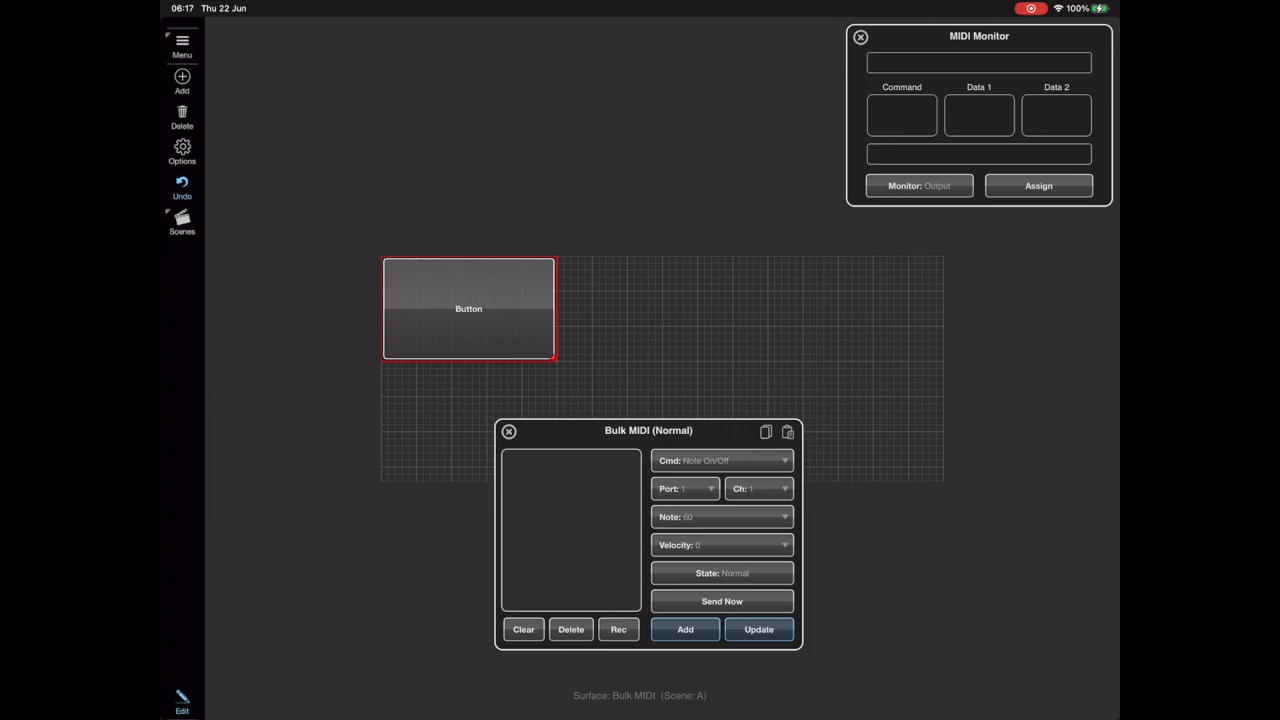 06:17 Thu 22 Jun
100%
Menu
Add
Delete
Options
Undo
Scenes
MIDI Monitor
Command Data 1 Data 2
Monitor: Output Assign
Button
Bulk MIDI (Normal)
Cmd: Note On/Off
Port: 1 Ch: 1
Note: 60
Velocity: 0
State: Normal
Send Now
Clear Delete Rec Add Update
Surface: Bulk MIDI (Scene: A)
Edit